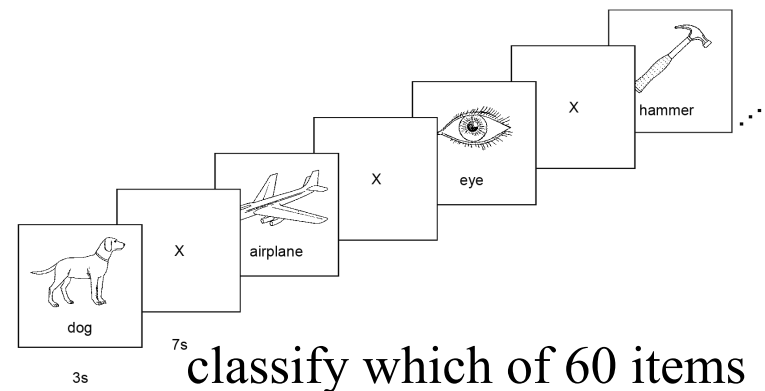 dog
X
airplane
X
eye
X
hammer
...
3s
7s
classify which of 60 items